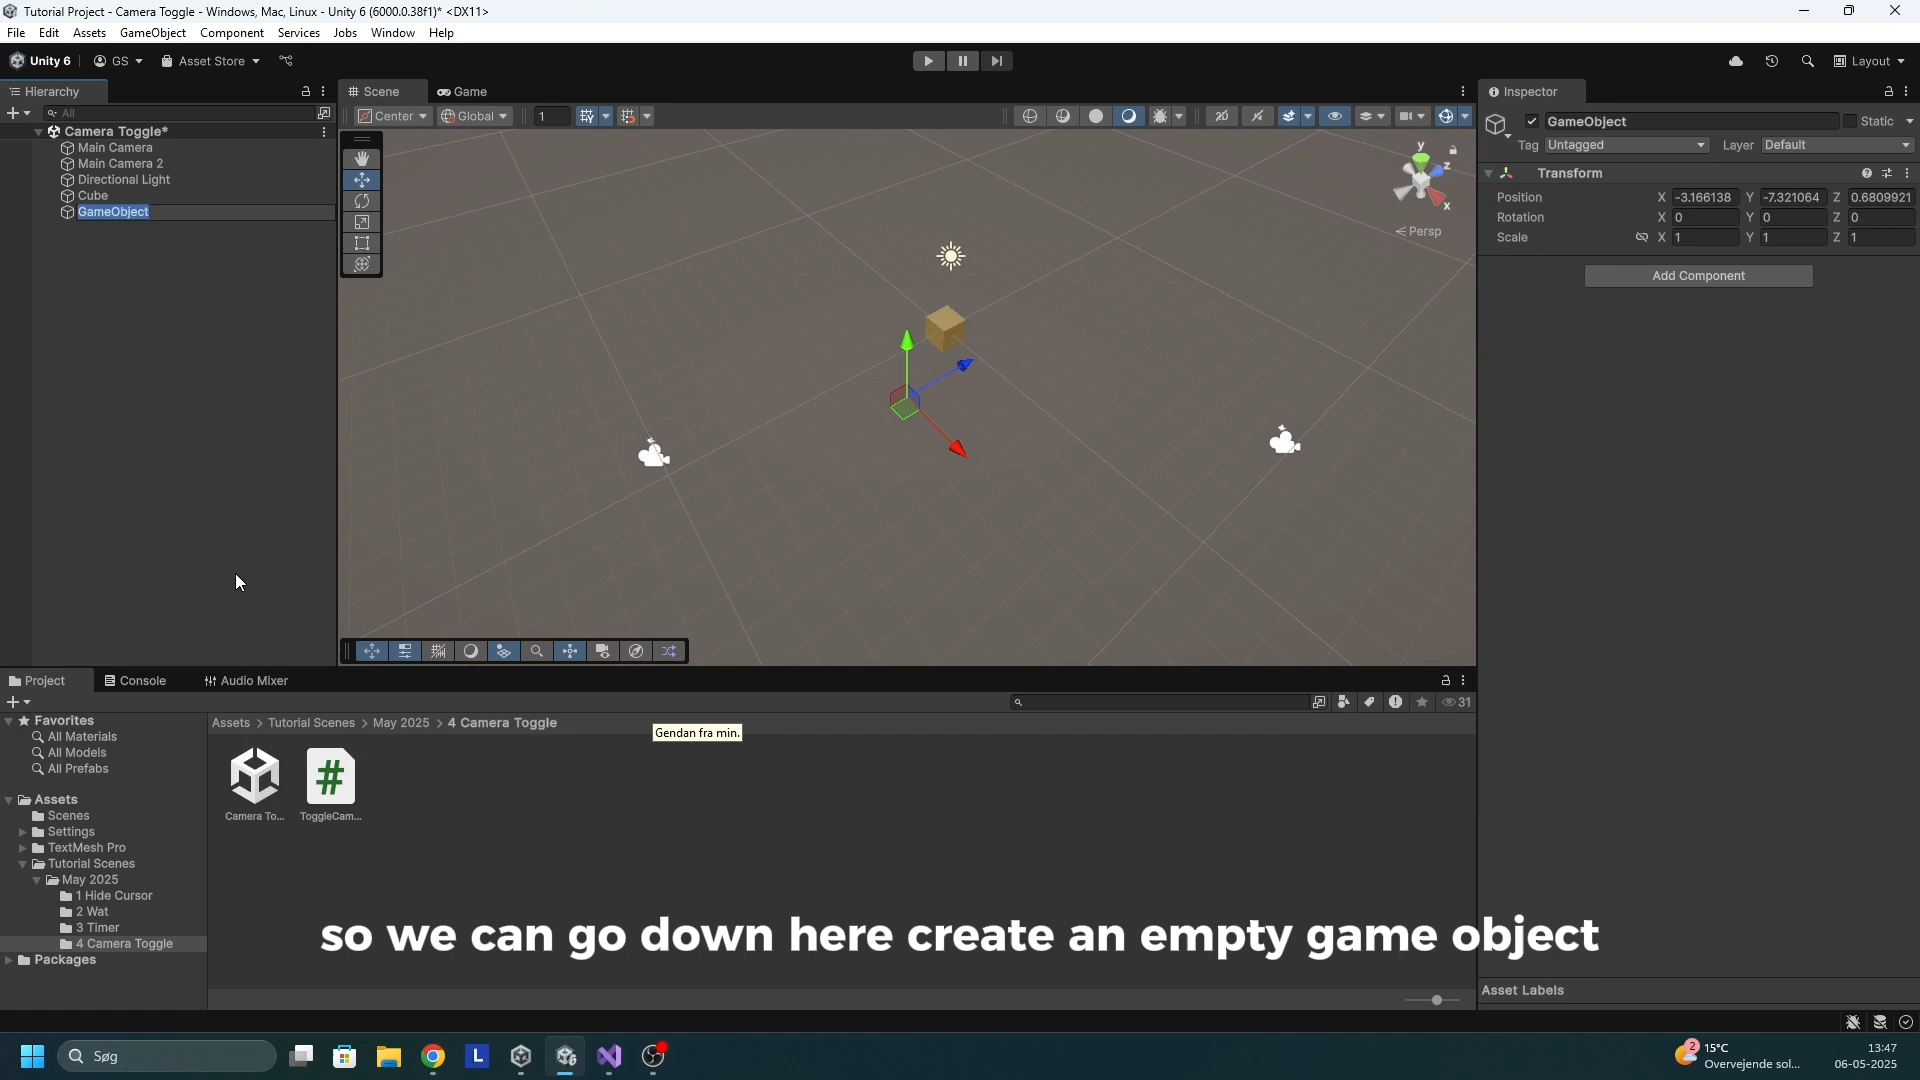 Tutorial Project - Camera Toggle - Windows, Mac, Linux - Unity 6 (6000.0.38f1)* <DX11>
File Edit Assets GameObject Component Services Jobs Window Help
Unity 6 GS Asset Store Layout
Hierarchy Scene Game Inspector
All Center Global 1 2D
Camera Toggle*
Main Camera
Main Camera 2
Directional Light
Cube
GameObject
y
z
x
Persp
GameObject Static
Tag Untagged Layer Default
Transform
Position X -3.166138 Y -7.321064 Z 0.6809921
Rotation X 0 Y 0 Z 0
Scale X 1 Y 1 Z 1
Add Component
Project Console Audio Mixer
31
Favorites
All Materials
All Models
All Prefabs
Assets
Scenes
Settings
TextMesh Pro
Tutorial Scenes
May 2025
1 Hide Cursor
2 Wat
3 Timer
4 Camera Toggle
Packages
Assets > Tutorial Scenes > May 2025 > 4 Camera Toggle
Gendan fra min.
#
Camera To... ToggleCam...
so we can go down here create an empty game object
Asset Labels
Søg L 6
2 15°C
Overvejende sol...
13:47
06-05-2025